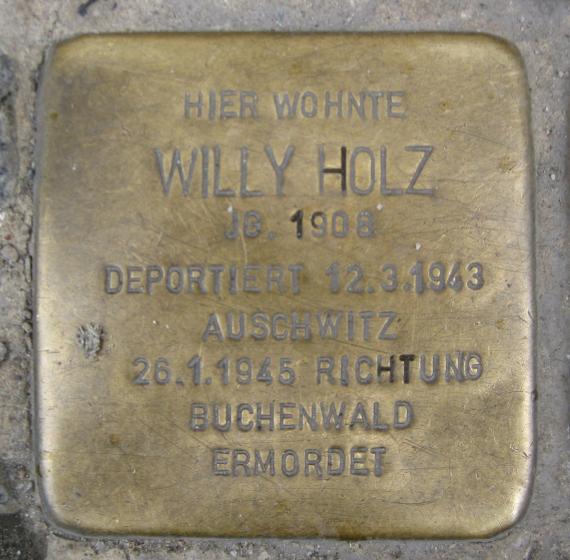 HIER WOHNTE
WILLY HOLZ
JG. 1908
DEPORTIERT 12.3.1943
AUSCHWITZ
26.1.1945 RICHTUNG
BUCHENWALD
ERMORDET